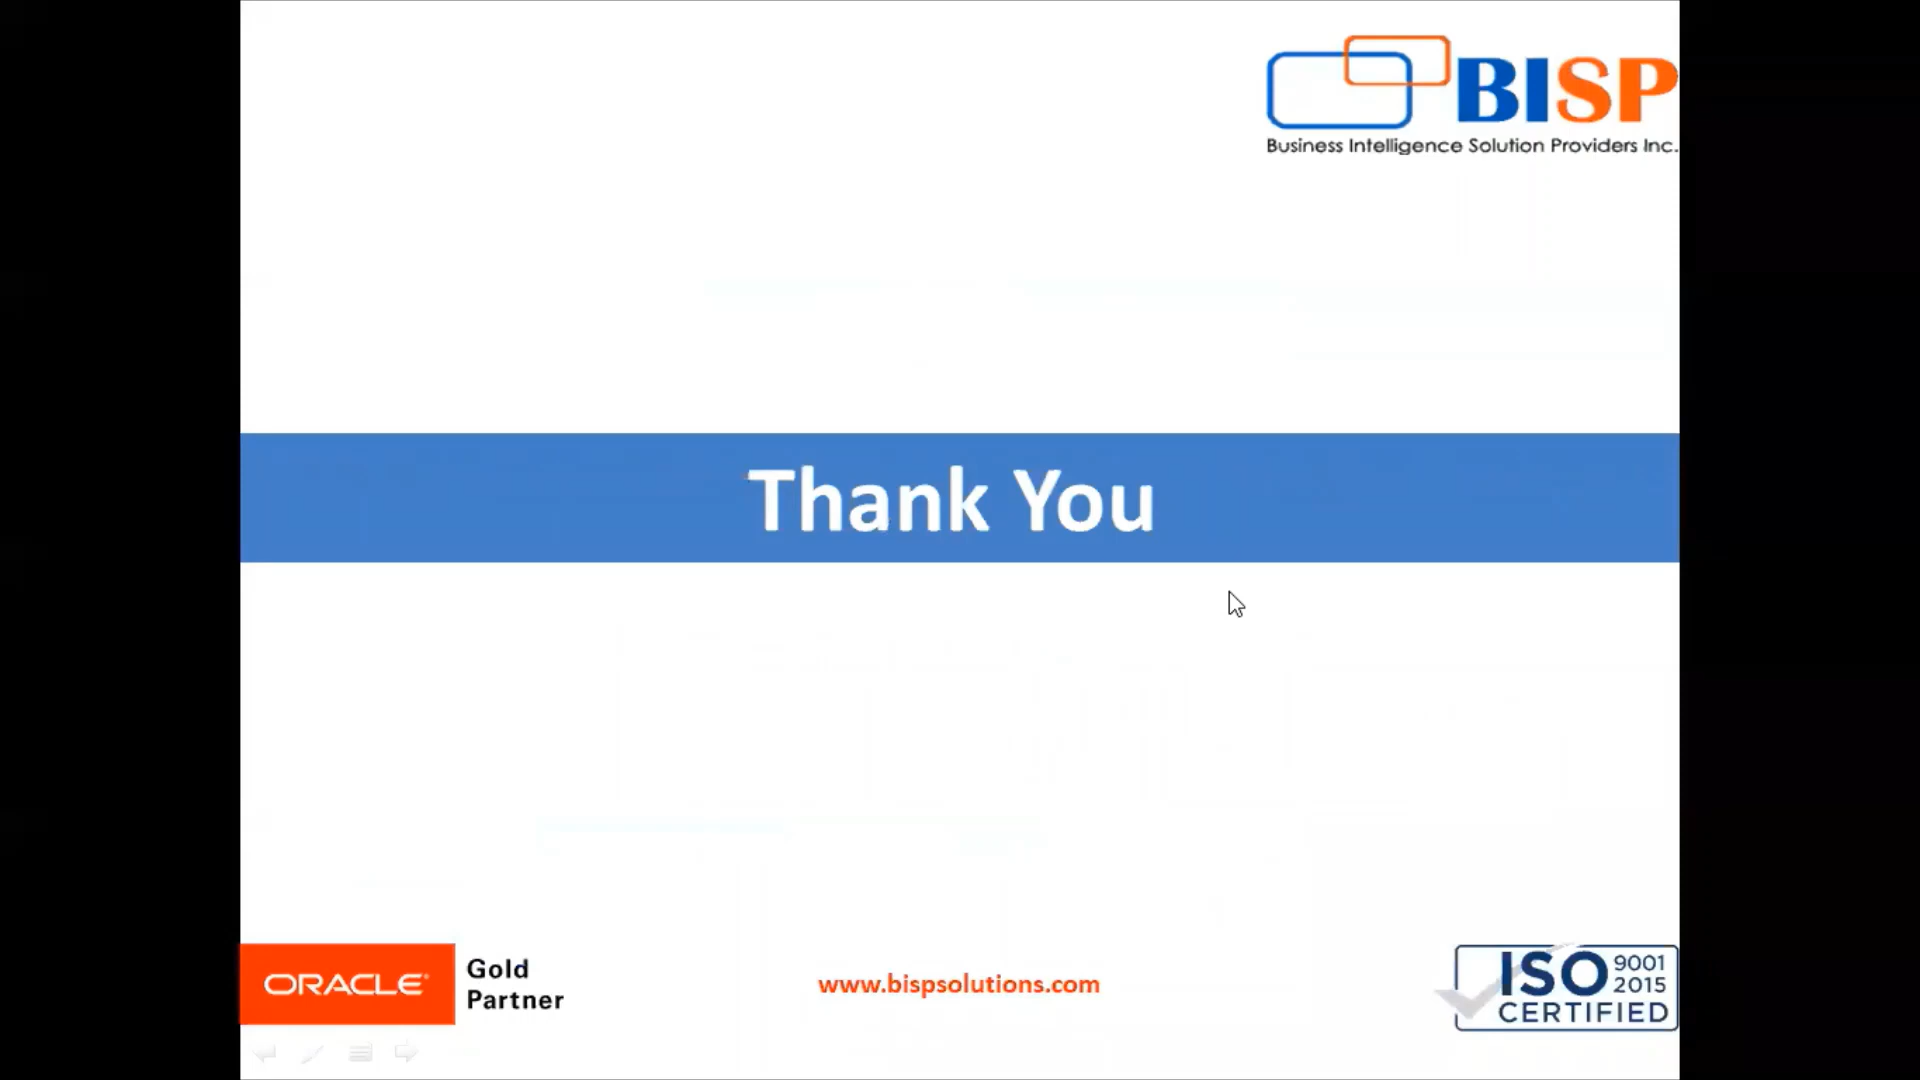 BISP
Business Intelligence Solution Providers Inc.
Thank You
ORACLE®
Gold
Partner
www.bispsolutions.com
ISO 9001
2015
CERTIFIED